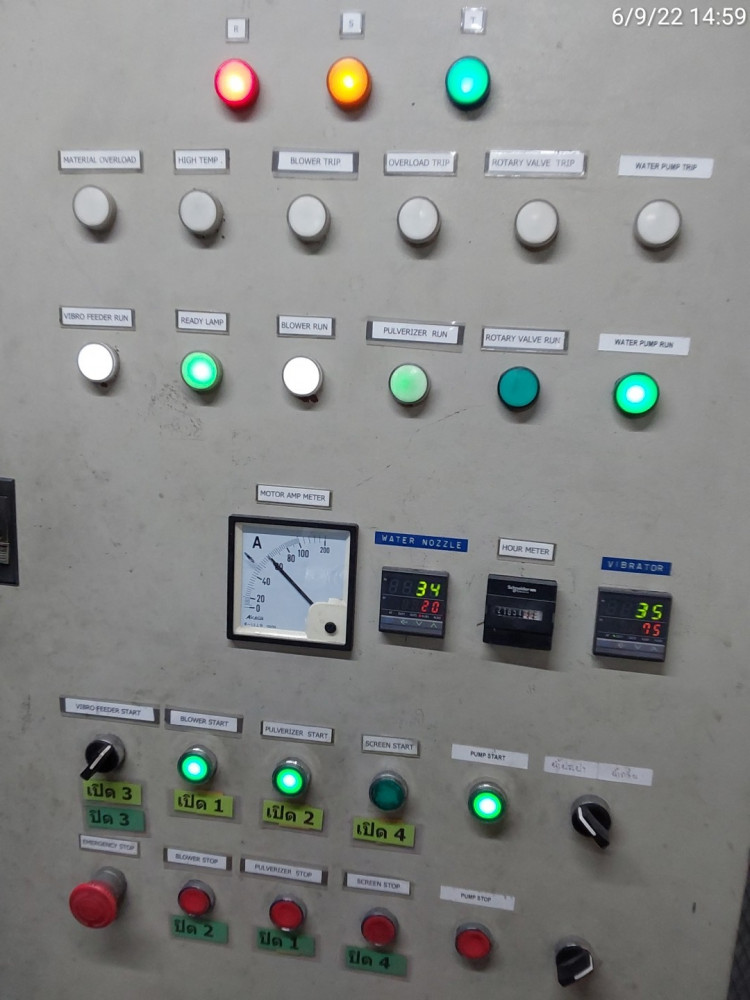 6/9/22 14:59
R
S
T
MATERIAL OVERLOAD
HIGH TEMP.
BLOWER TRIP
OVERLOAD TRIP
ROTARY VALVE TRIP
WATER PUMP TRIP
VIBRO FEEDER RUN
READY LAMP
BLOWER RUN
PULVERIZER RUN
ROTARY VALVE RUN
WATER PUMP RUN
MOTOR AMP METER
WATER NOZZLE
HOUR METER
VIBRATOR
A
0
20
40
80
100
200
34
20
Schneider
35
75
VIBRO FEEDER START
BLOWER START
PULVERIZER START
SCREEN START
PUMP START
เปิด 3
เปิด 1
เปิด 2
เปิด 4
ปิด 3
EMERGENCY STOP
BLOWER STOP
PULVERIZER STOP
SCREEN STOP
PUMP STOP
ปิด 2
ปิด 1
ปิด 4